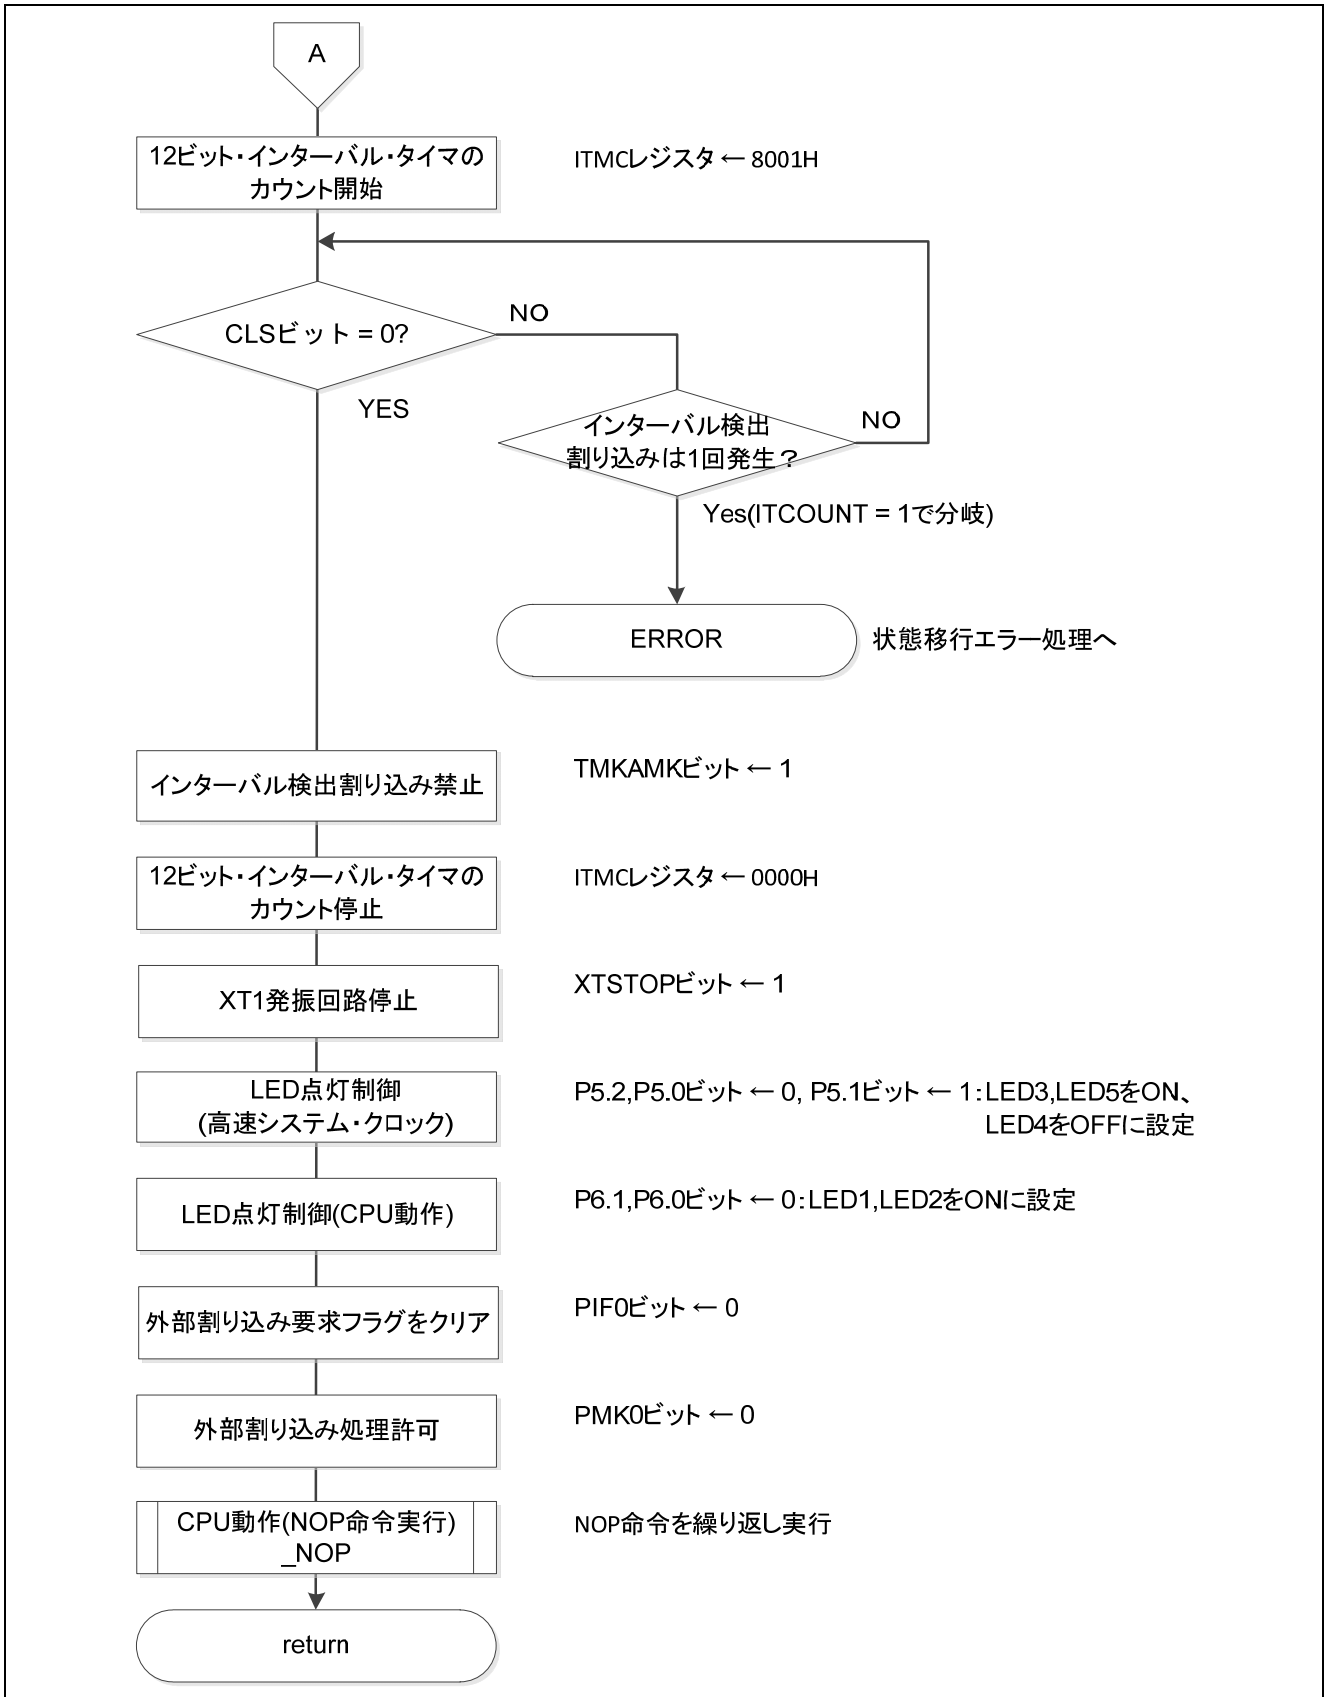 A
12ビット・インターバル・タイマの
カウント開始
ITMCレジスタ ← 8001H
CLSビット = 0?
NO
YES
インターバル検出
割り込みは1回発生？
NO
Yes(ITCOUNT = 1で分岐)
ERROR
状態移行エラー処理へ
インターバル検出割り込み禁止
TMKAMKビット ← 1
12ビット・インターバル・タイマの
カウント停止
ITMCレジスタ ← 0000H
XT1発振回路停止
XTSTOPビット ← 1
LED点灯制御
(高速システム・クロック)
P5.2,P5.0ビット ← 0, P5.1ビット ← 1：LED3,LED5をON、
LED4をOFFに設定
LED点灯制御(CPU動作)
P6.1,P6.0ビット ← 0：LED1,LED2をONに設定
外部割り込み要求フラグをクリア
PIF0ビット ← 0
外部割り込み処理許可
PMK0ビット ← 0
CPU動作(NOP命令実行)
_NOP
NOP命令を繰り返し実行
return